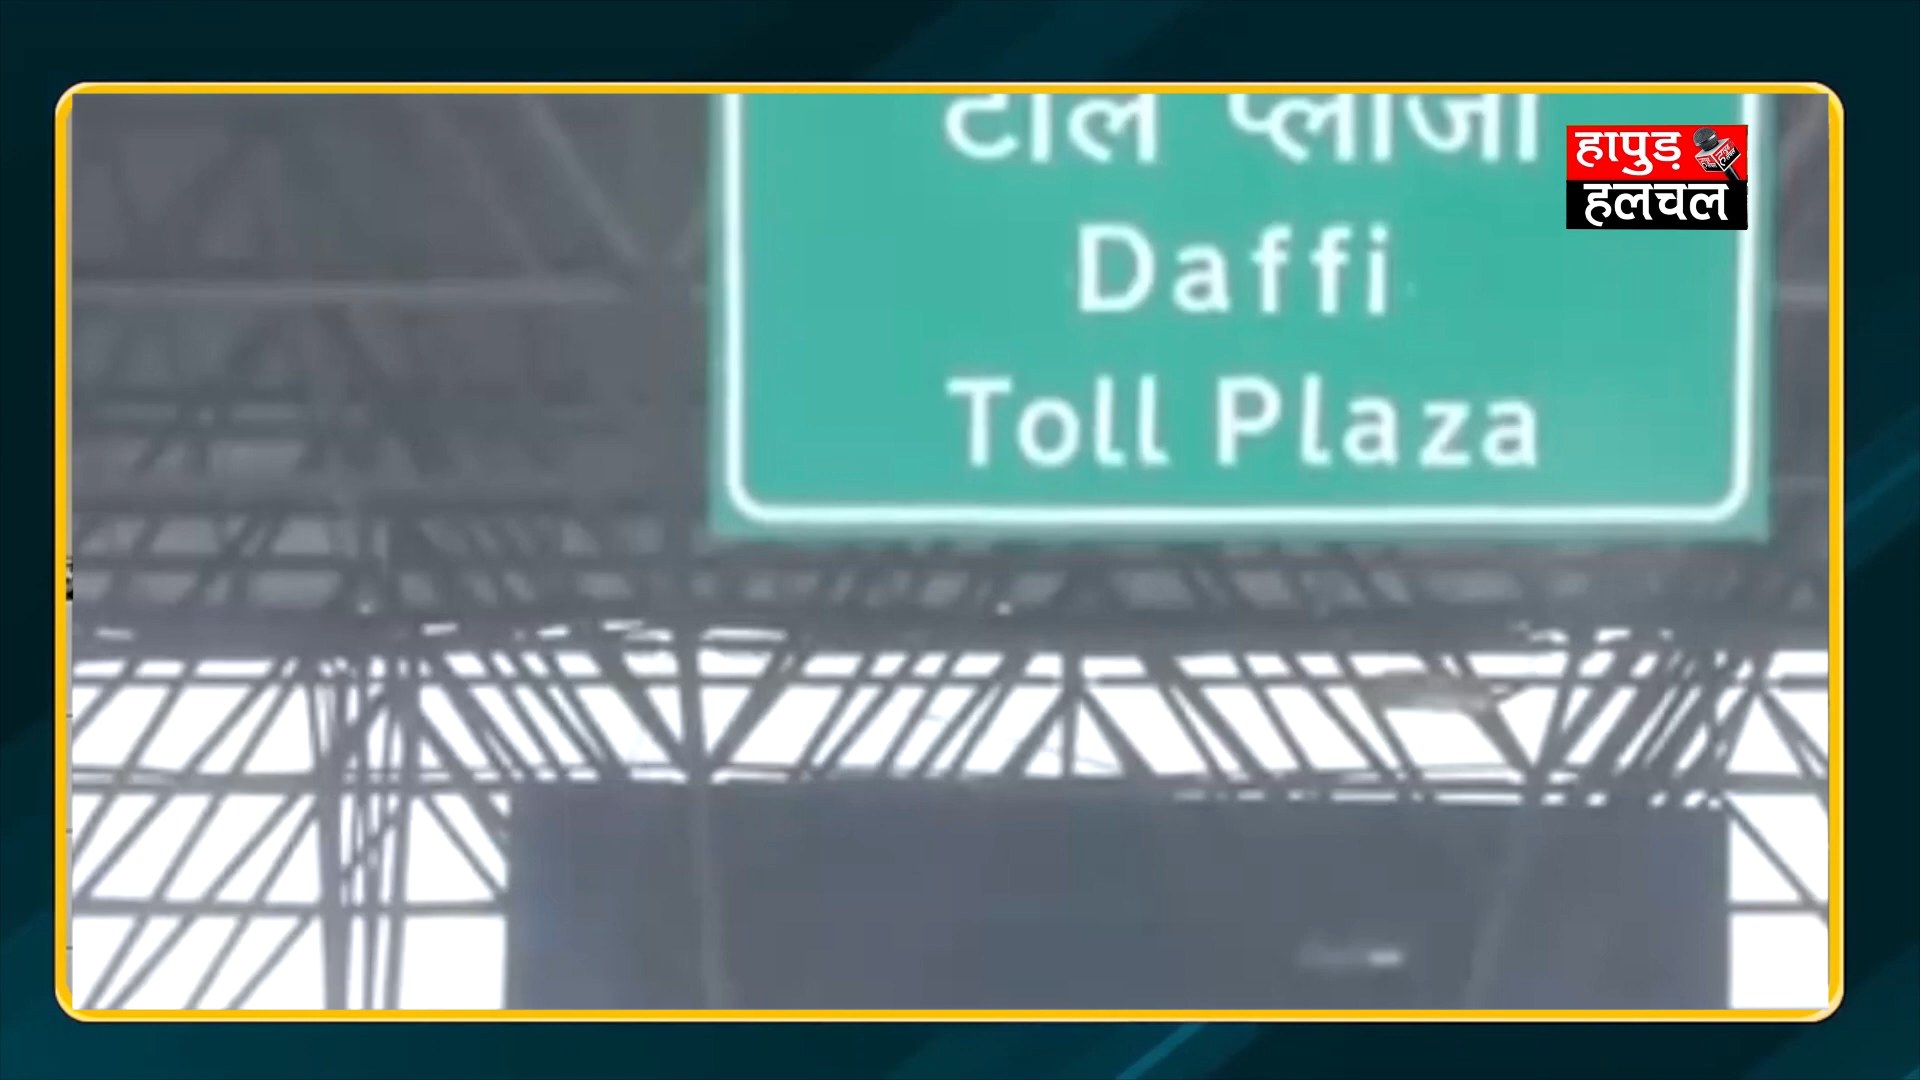 टोल प्लाजा
Daffi
Toll Plaza
हापुड़
हलचल